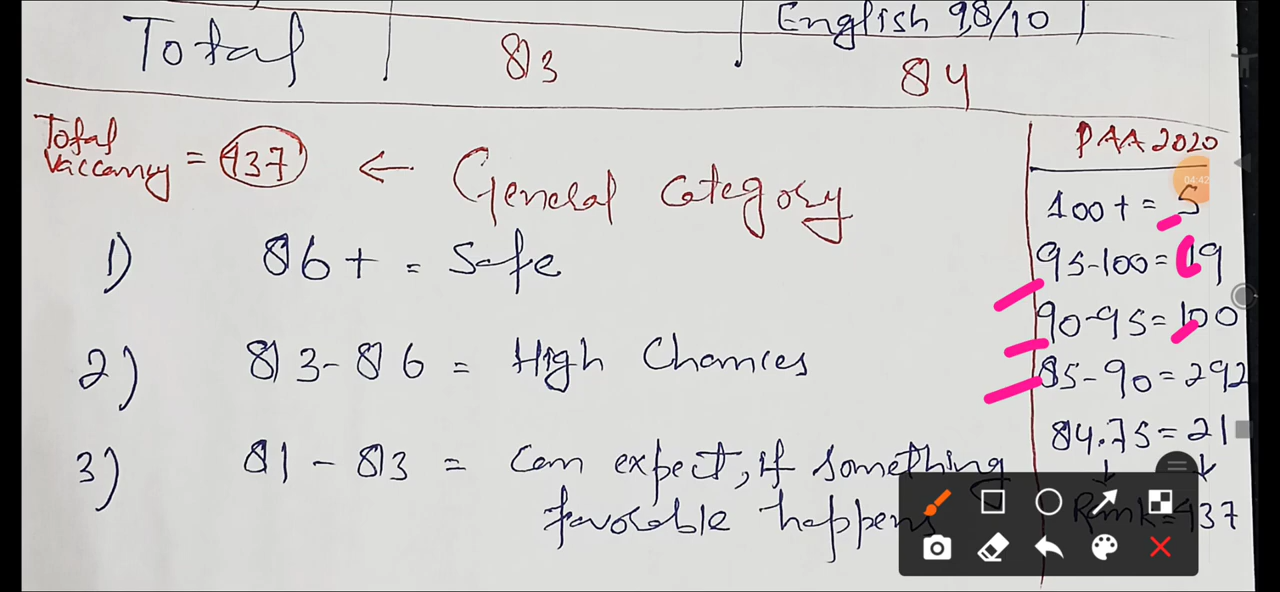 English 9,8/10
Total 83 84
Total
Vaccancy = 437 ← General Category
1) 86+ = Safe
2) 83-86 = High Chances
3) 81-83 = Can expect, if something
favorable happens
PAA 2020
04:42
100+ = 5
95-100 = 19
90-95 = 100
85-90 = 292
84.75 = 21
Rank = 437